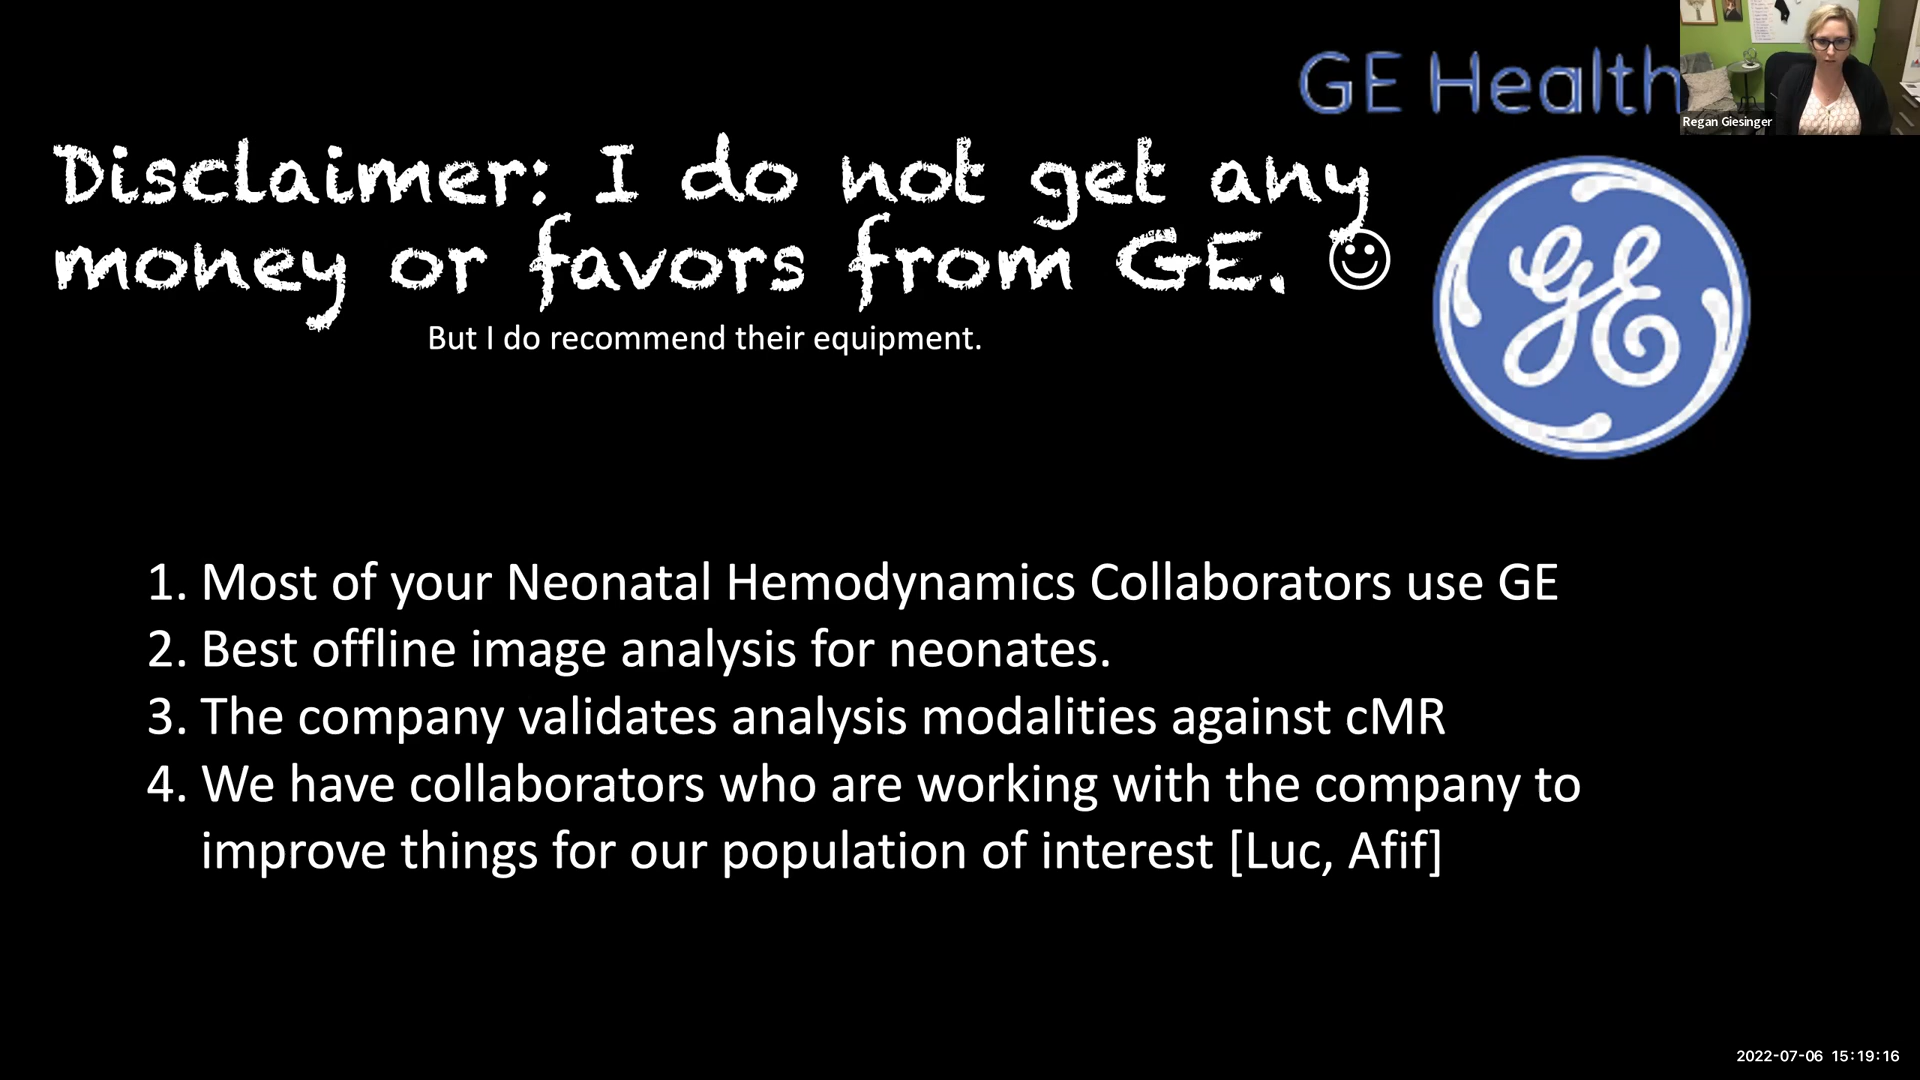 GE Health
Regan Giesinger
Disclaimer: I do not get any
money or favors from GE. ☺
But I do recommend their equipment.
GE
1. Most of your Neonatal Hemodynamics Collaborators use GE
2. Best offline image analysis for neonates.
3. The company validates analysis modalities against cMR
4. We have collaborators who are working with the company to
improve things for our population of interest [Luc, Afif]
2022-07-06 15:19:16